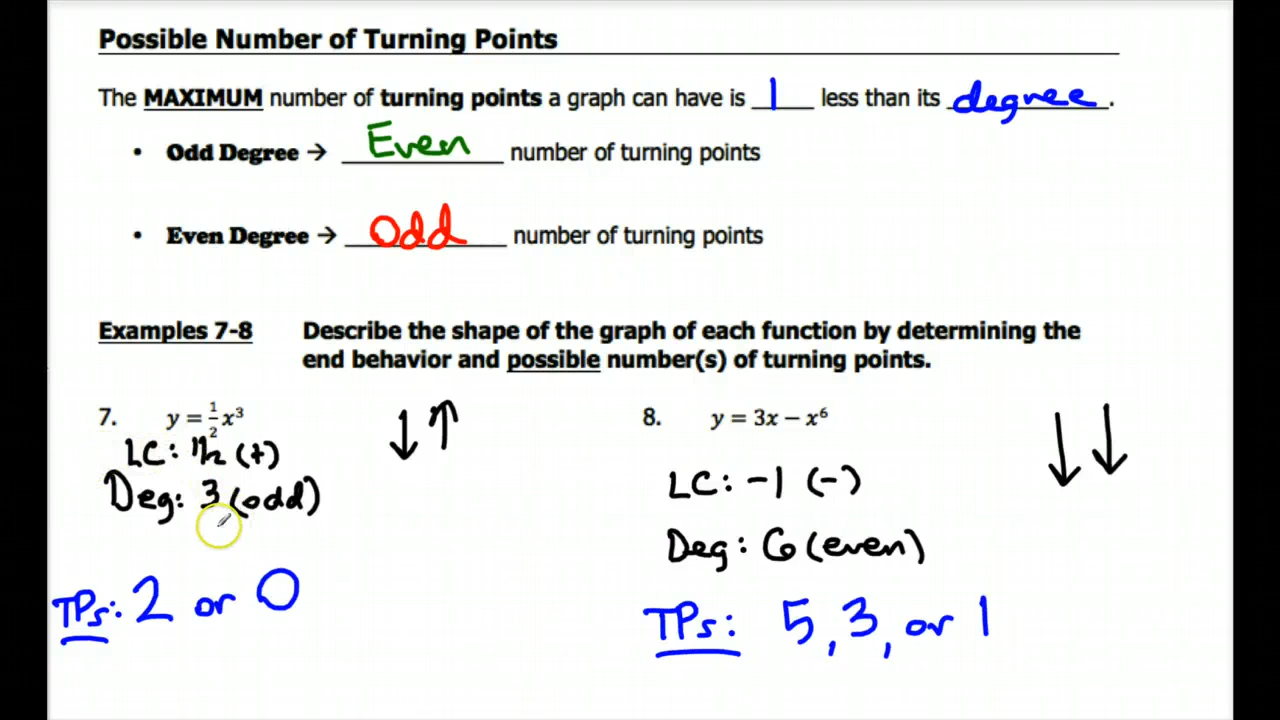 Possible Number of Turning Points
The MAXIMUM number of turning points a graph can have is 1 less than its degree.
• Odd Degree → Even number of turning points
• Even Degree → Odd number of turning points
Examples 7-8 Describe the shape of the graph of each function by determining the
end behavior and possible number(s) of turning points.
7. y = 1/2 x³ ↓ ↑
LC: 1/2 (+)
Deg: 3 (odd)
TPs: 2 or 0
8. y = 3x − x⁶ ↓ ↓
LC: -1 (-)
Deg: 6 (even)
TPs: 5, 3, or 1